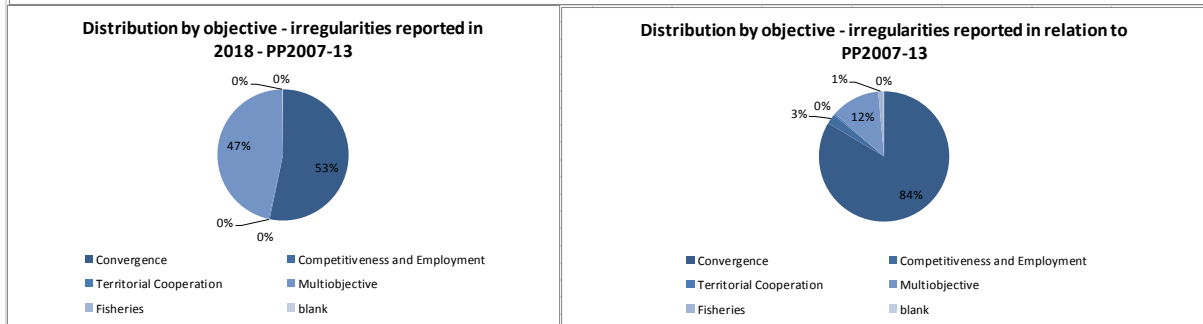 Distribution by objective - irregularities reported in
2018 - PP2007-13
0%
0%
47%
53%
0%
0%
Convergence
Competitiveness and Employment
Territorial Cooperation
Multiobjective
Fisheries
blank
Distribution by objective - irregularities reported in relation to
PP2007-13
1%
0%
0%
3%
12%
84%
Convergence
Competitiveness and Employment
Territorial Cooperation
Multiobjective
Fisheries
blank